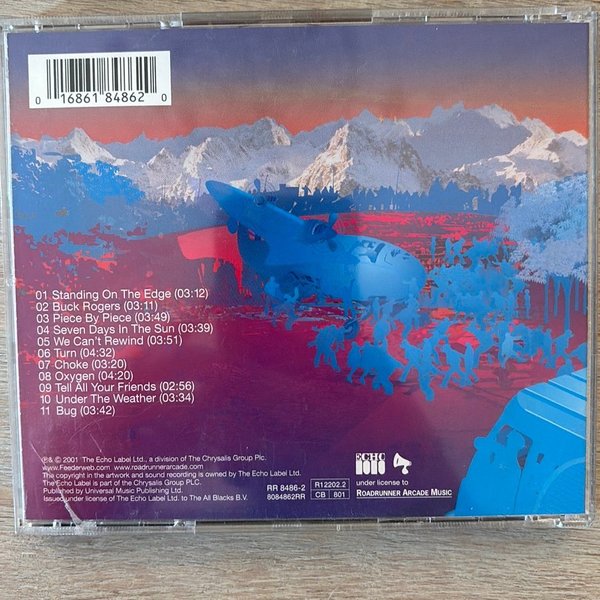 0 16861 84862 0
01 Standing On The Edge (03:12)
02 Buck Rogers (03:11)
03 Piece By Piece (03:49)
04 Seven Days In The Sun (03:39)
05 We Can't Rewind (03:51)
06 Turn (04:32)
07 Choke (03:20)
08 Oxygen (04:20)
09 Tell All Your Friends (02:56)
10 Under The Weather (03:34)
11 Bug (03:42)
℗& © 2001 The Echo Label Ltd., a division of The Chrysalis Group Plc.
www.Feederweb.com www.roadrunnerarcade.com
The copyright in the artwork and sound recording is owned by The Echo Label Ltd.
The Echo Label is part of the Chrysalis Group PLC.
Published by Universal Music Publishing Ltd.
Issued under license of The Echo Label Ltd. to The All Blacks B.V.
RR 8486-2
8084862RR
R12202.2
CB 801
ECHO
under license to
ROADRUNNER ARCADE MUSIC